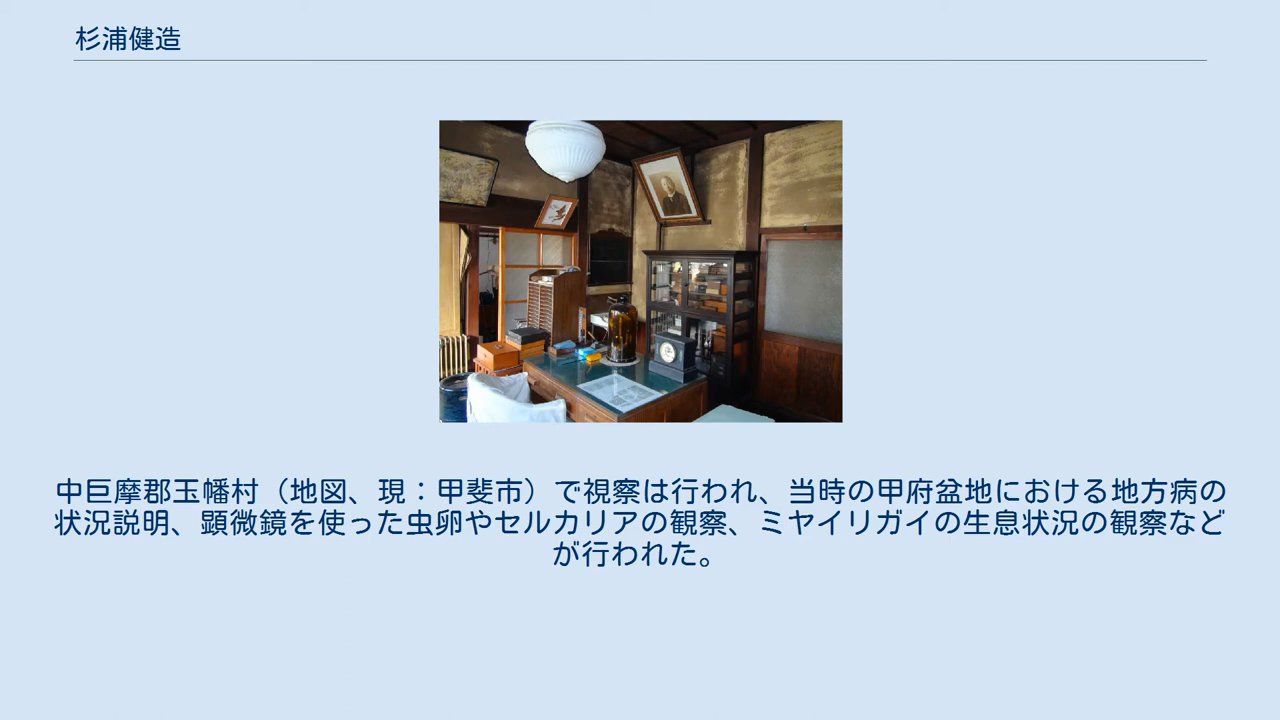 杉浦健造
中巨摩郡玉幡村（地図、現：甲斐市）で視察は行われ、当時の甲府盆地における地方病の
状況説明、顕微鏡を使った虫卵やセルカリアの観察、ミヤイリガイの生息状況の観察など
が行われた。